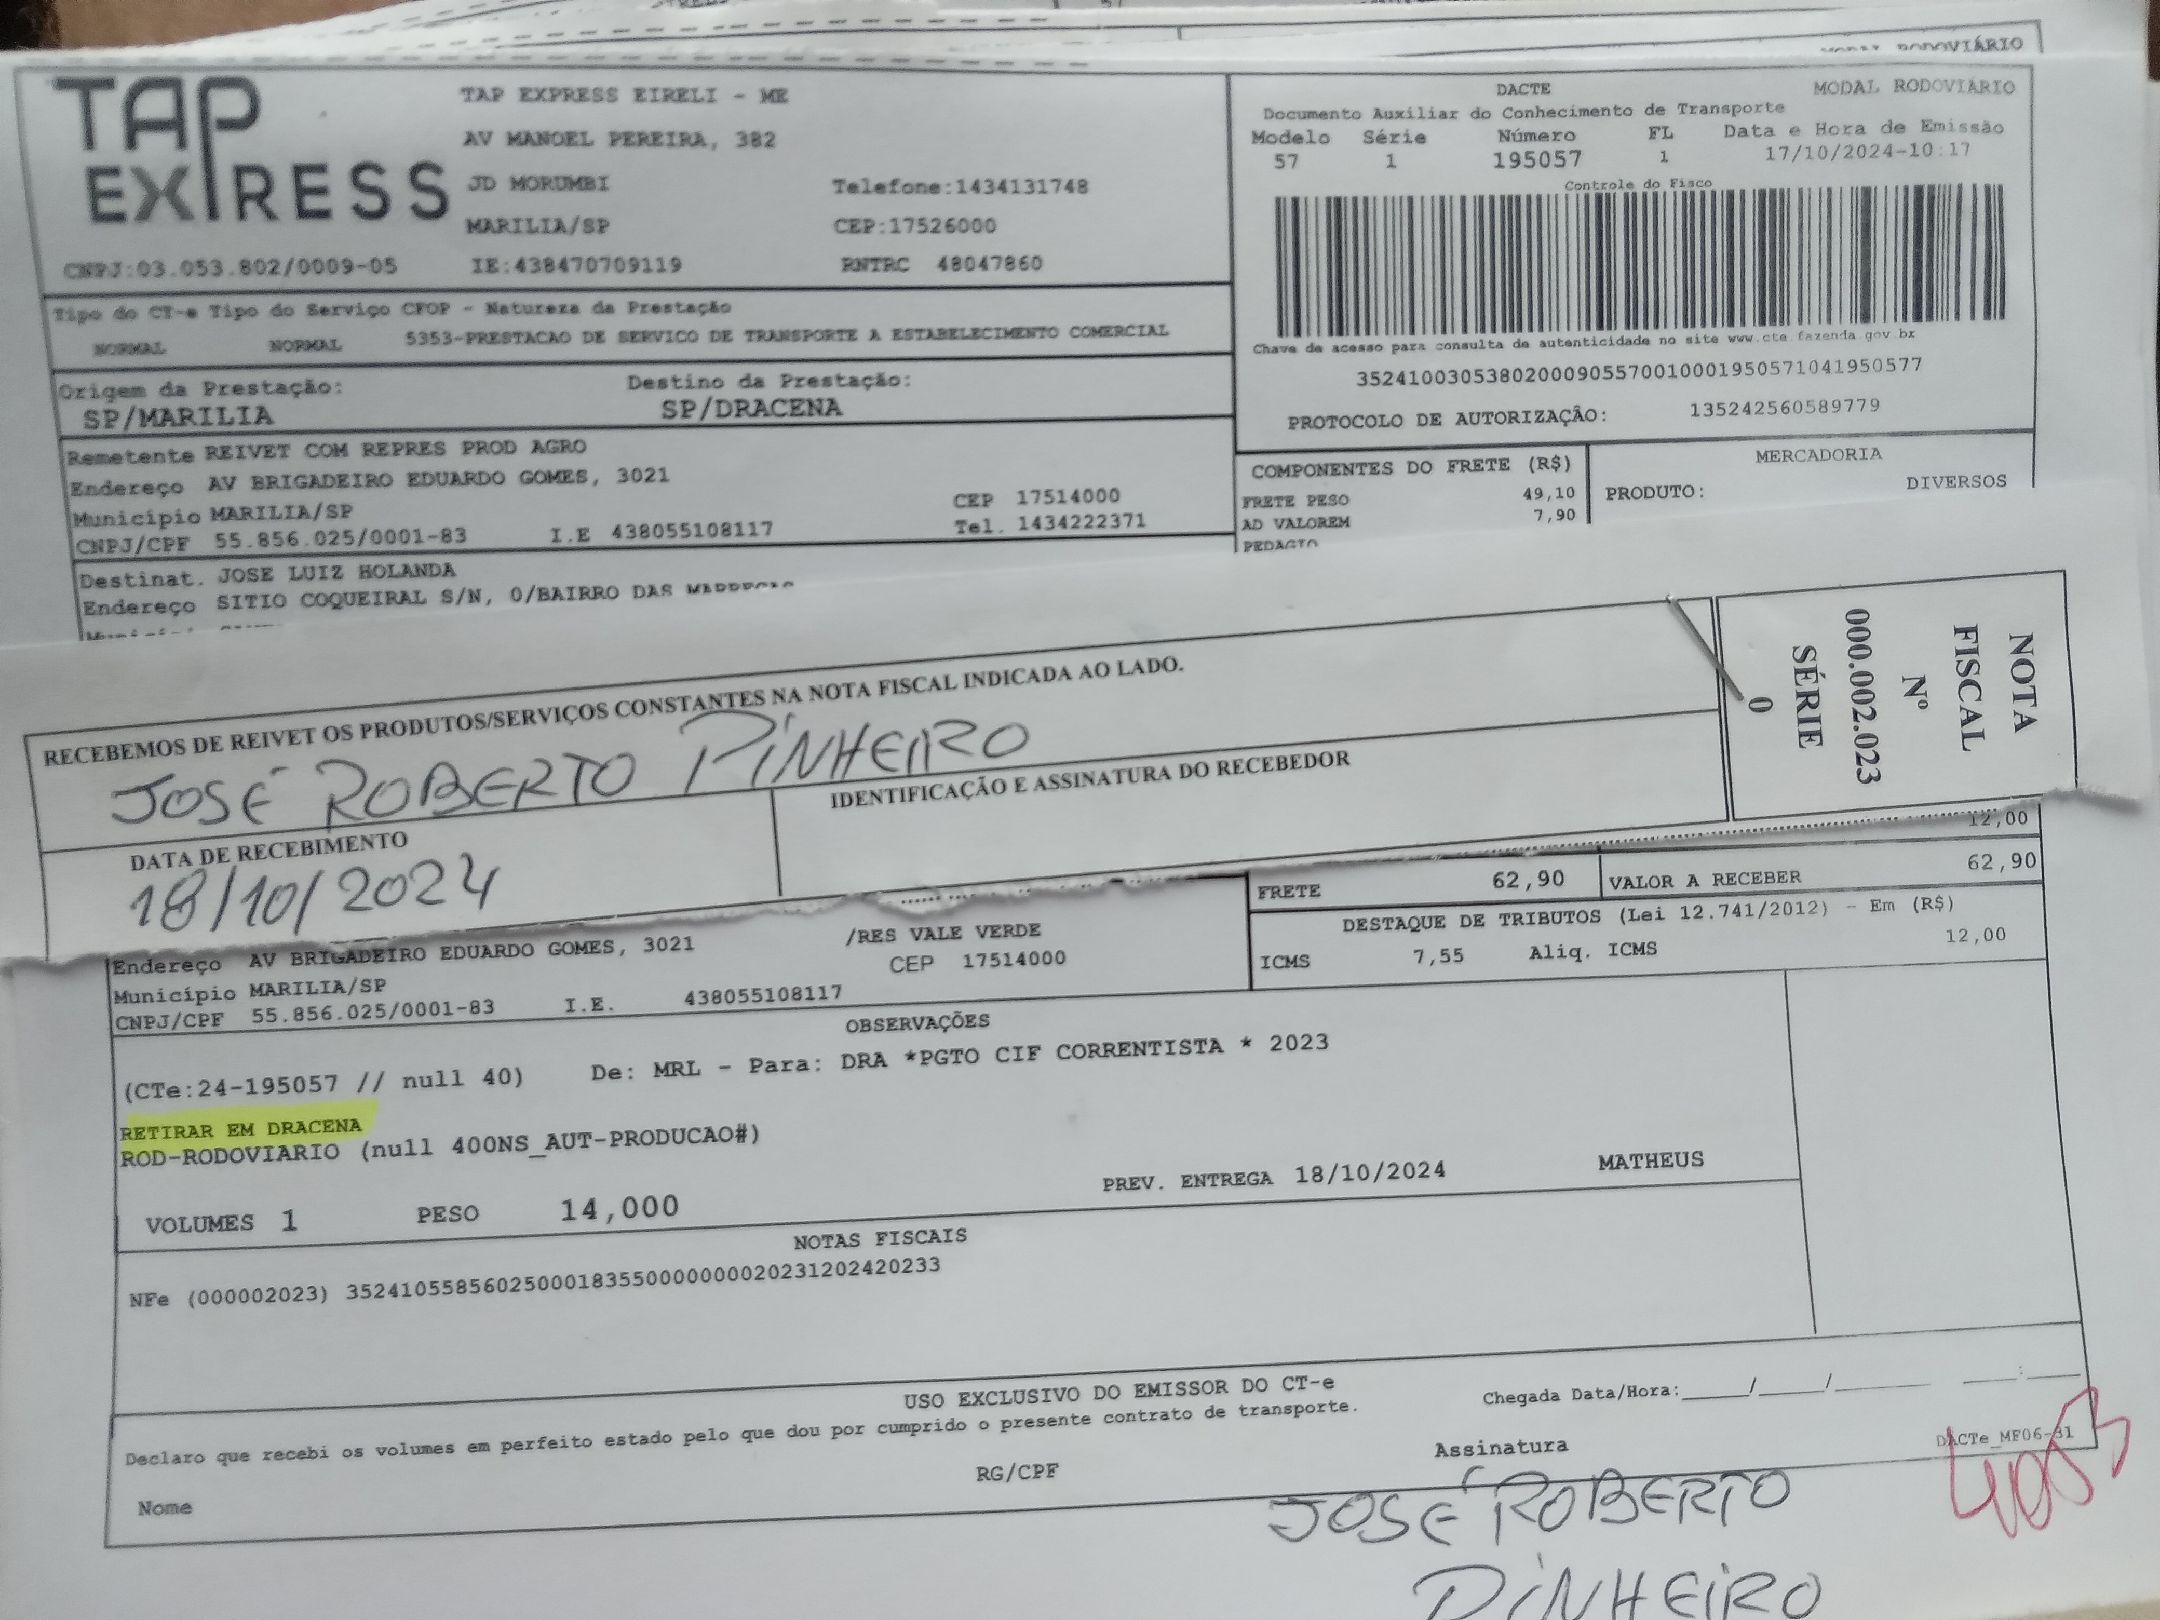 MODAL RODOVIÁRIO
TAP
EXPRESS
TAP EXPRESS EIRELI - ME
AV MANOEL PEREIRA, 382
JD MORUMBI
Telefone:1434131748
MARILIA/SP
CEP:17526000
CNPJ:03.053.802/0009-05
IE:438470709119
RNTRC 48047860
DACTE
MODAL RODOVIÁRIO
Documento Auxiliar do Conhecimento de Transporte
Modelo Série Número FL Data e Hora de Emissão
57 1 195057 1 17/10/2024-10:17
Controle do Fisco
Chave de acesso para consulta de autenticidade no site www.cte.fazenda.gov.br
35241003053802000905570010001950571041950577
PROTOCOLO DE AUTORIZAÇÃO: 135242560589779
Tipo do CT-e Tipo do Serviço CFOP - Natureza da Prestação
NORMAL NORMAL 5353-PRESTACAO DE SERVICO DE TRANSPORTE A ESTABELECIMENTO COMERCIAL
Origem da Prestação: Destino da Prestação:
SP/MARILIA SP/DRACENA
Remetente REIVET COM REPRES PROD AGRO
Endereço AV BRIGADEIRO EDUARDO GOMES, 3021
Município MARILIA/SP CEP 17514000
CNPJ/CPF 55.856.025/0001-83 I.E 438055108117 Tel. 1434222371
COMPONENTES DO FRETE (R$)
FRETE PESO 49,10
AD VALOREM 7,90
PEDAGIO
MERCADORIA
PRODUTO: DIVERSOS
Destinat. JOSE LUIZ HOLANDA
Endereço SITIO COQUEIRAL S/N, 0/BAIRRO DAS
RECEBEMOS DE REIVET OS PRODUTOS/SERVIÇOS CONSTANTES NA NOTA FISCAL INDICADA AO LADO.
JOSÉ ROBERTO PINHEIRO
DATA DE RECEBIMENTO
18/10/2024
IDENTIFICAÇÃO E ASSINATURA DO RECEBEDOR
NOTA
FISCAL
Nº
000.002.023
SÉRIE
0
12,00
FRETE 62,90 VALOR A RECEBER 62,90
DESTAQUE DE TRIBUTOS (Lei 12.741/2012) - Em (R$)
ICMS 7,55 Aliq. ICMS 12,00
/RES VALE VERDE
Endereço AV BRIGADEIRO EDUARDO GOMES, 3021
CEP 17514000
Município MARILIA/SP
CNPJ/CPF 55.856.025/0001-83 I.E. 438055108117
OBSERVAÇÕES
(CTe:24-195057 // null 40) De: MRL - Para: DRA *PGTO CIF CORRENTISTA * 2023
RETIRAR EM DRACENA
ROD-RODOVIARIO (null 400NS_AUT-PRODUCAO#)
VOLUMES 1 PESO 14,000 PREV. ENTREGA 18/10/2024 MATHEUS
NOTAS FISCAIS
NFe (000002023) 35241055856025000183550000000020231202420233
USO EXCLUSIVO DO EMISSOR DO CT-e
Declaro que recebi os volumes em perfeito estado pelo que dou por cumprido o presente contrato de transporte.
Chegada Data/Hora:_____/_____/_______ ___:___
Nome
RG/CPF
Assinatura
DACTe_MF06-31
JOSÉ ROBERTO
PINHEIRO